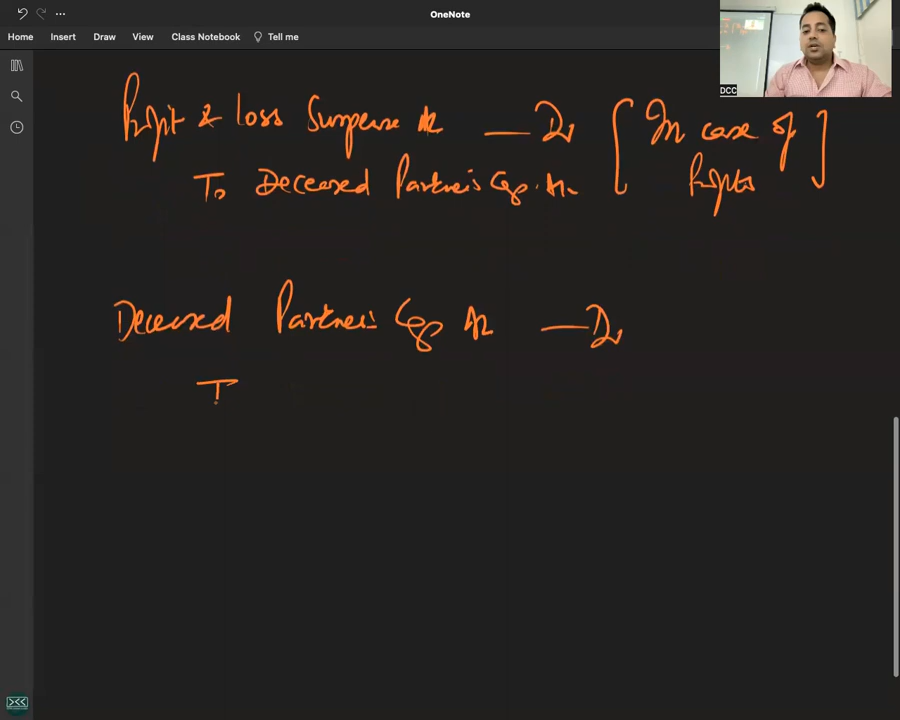 OneNote
Home Insert Draw View Class Notebook Tell me
DCC
Profit & Loss Suspense A/c — Dr [In case of
To Deceased Partner's Cap. A/c Profits]
Deceased Partner's Cap A/c — Dr
T